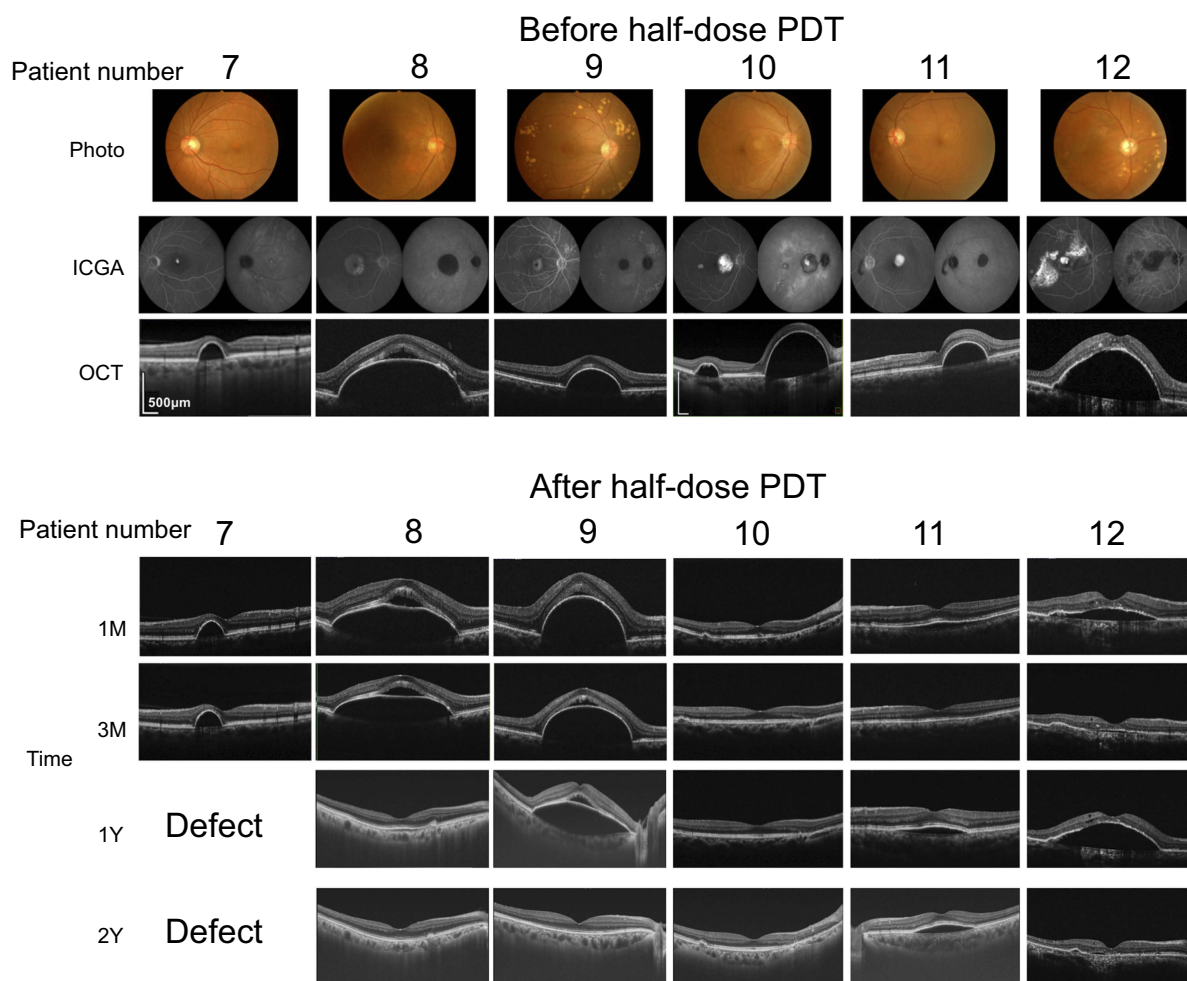 Before half-dose PDT
Patient number 7 8 9 10 11 12
Photo
ICGA
OCT
500μm
After half-dose PDT
Patient number 7 8 9 10 11 12
1M
3M
Time
1Y Defect
2Y Defect